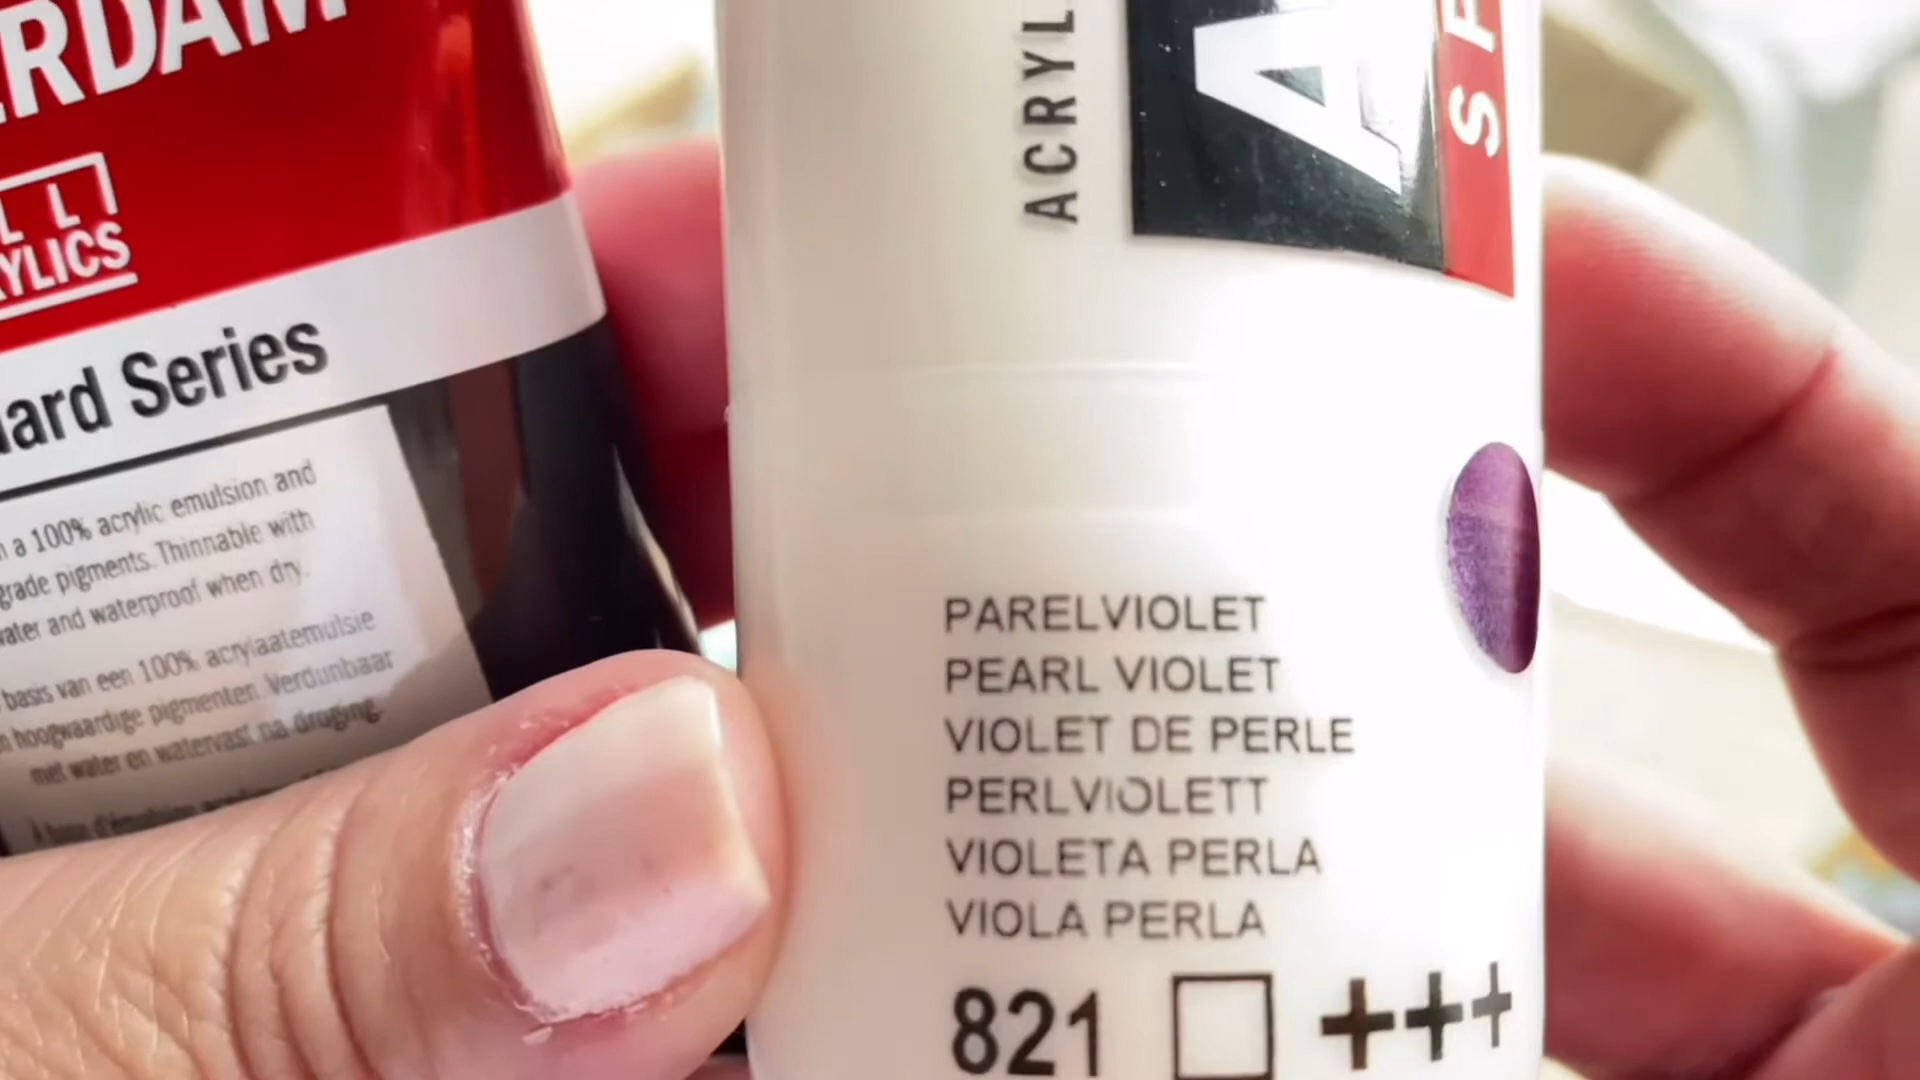 ERDAM
LL
YLICS
ard Series
a 100% acrylic emulsion and
grade pigments. Thinnable with
water and waterproof when dry.
basis van een 100% acrylaatemulsie
hoogwaardige pigmenten. Verdunbaar
met water en watervast na droging.
ACRYL
A
SP
PARELVIOLET
PEARL VIOLET
VIOLET DE PERLE
PERLVIOLETT
VIOLETA PERLA
VIOLA PERLA
821 +++